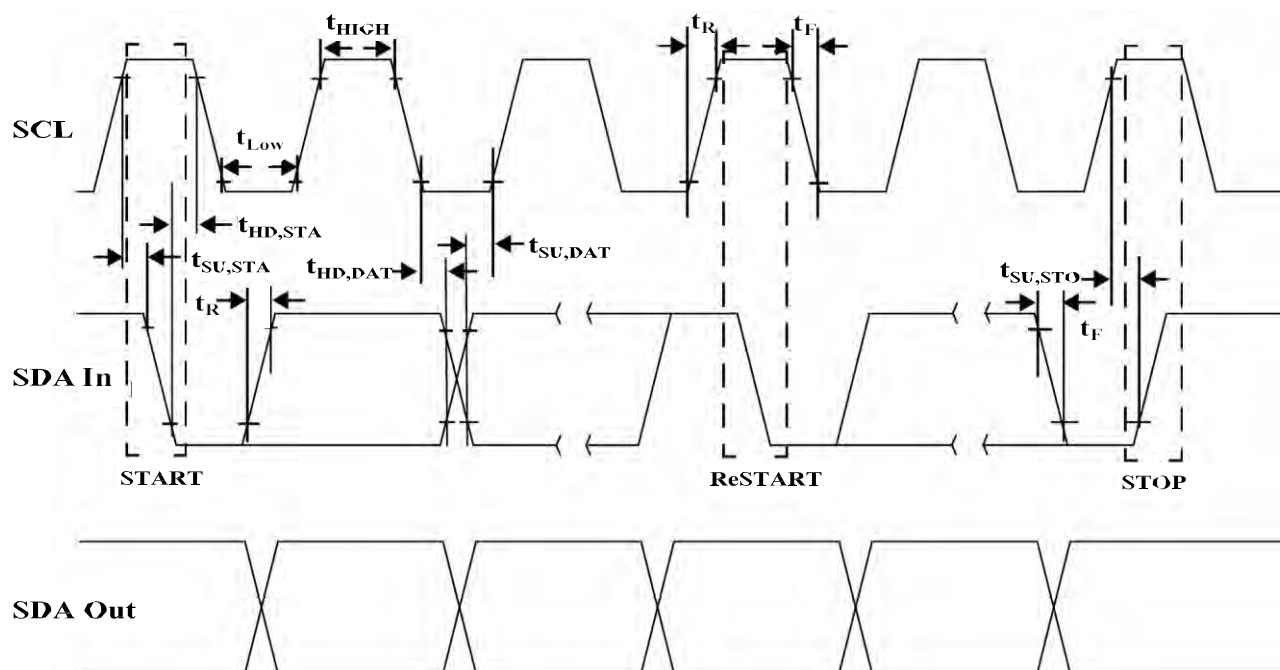 tHIGH
tR
tF
SCL
tLow
tHD,STA
tSU,STA
tHD,DAT
tSU,DAT
tR
tSU,STO
tF
SDA In
START
ReSTART
STOP
SDA Out